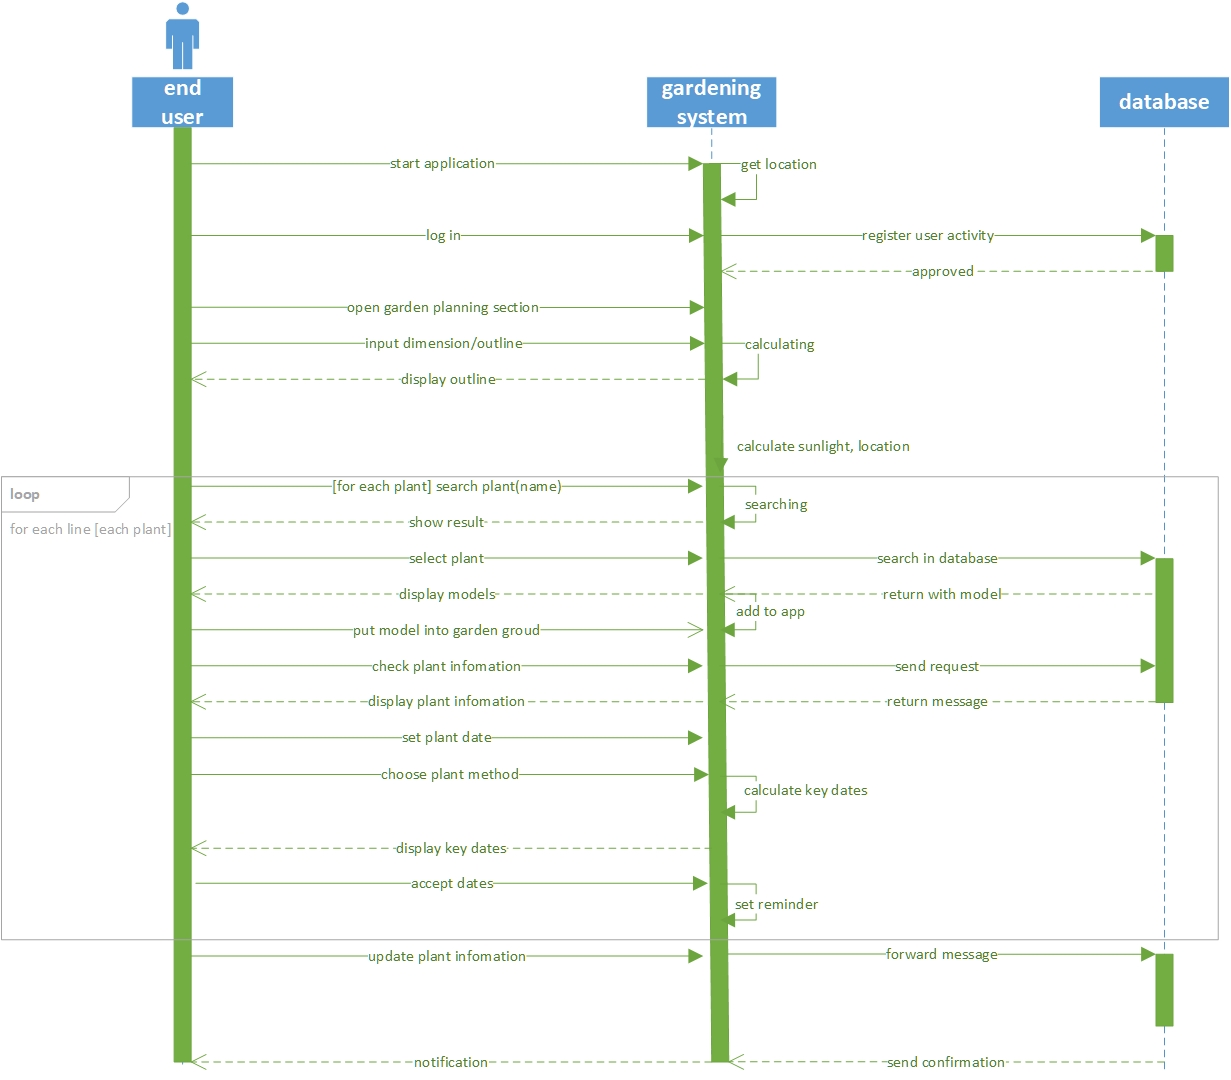 end
user
gardening
system
database
start application
get location
log in
register user activity
approved
open garden planning section
input dimension/outline
calculating
display outline
calculate sunlight, location
loop
[for each plant] search plant(name)
searching
for each line [each plant]
show result
select plant
search in database
display models
return with model
add to app
put model into garden groud
check plant infomation
send request
display plant infomation
return message
set plant date
choose plant method
calculate key dates
display key dates
accept dates
set reminder
update plant infomation
forward message
notification
send confirmation